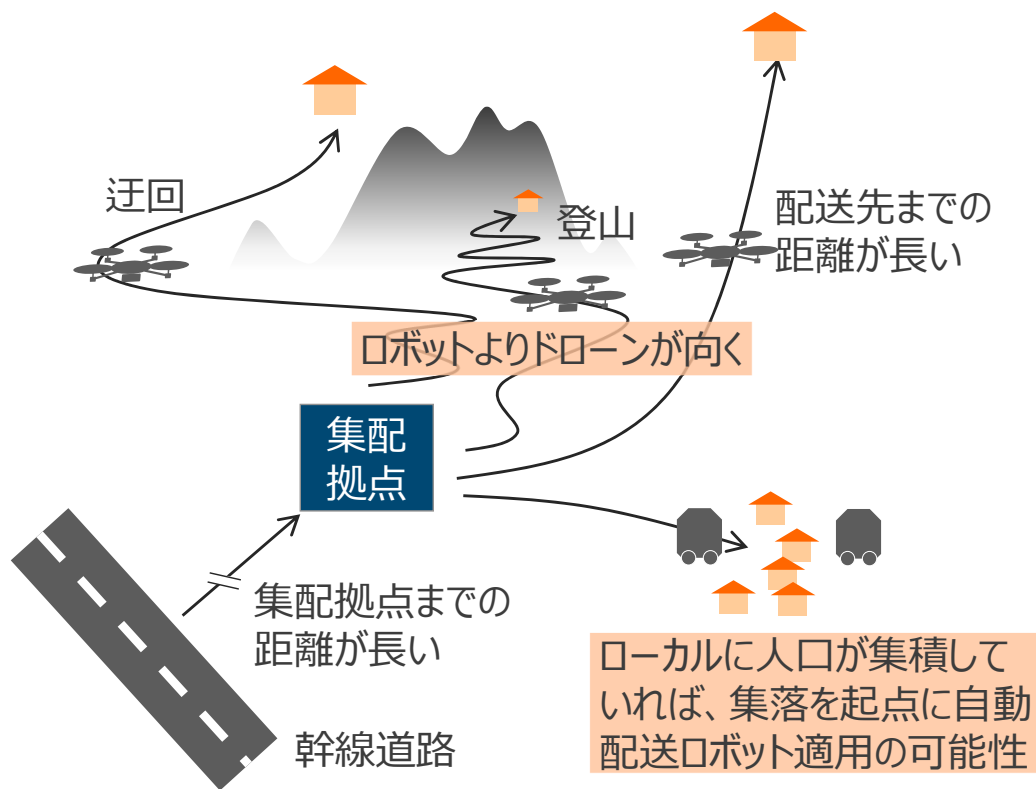 迂回
登山
配送先までの
距離が長い
ロボットよりドローンが向く
集配
拠点
集配拠点までの
距離が長い
幹線道路
ローカルに人口が集積して
いれば、集落を起点に自動
配送ロボット適用の可能性